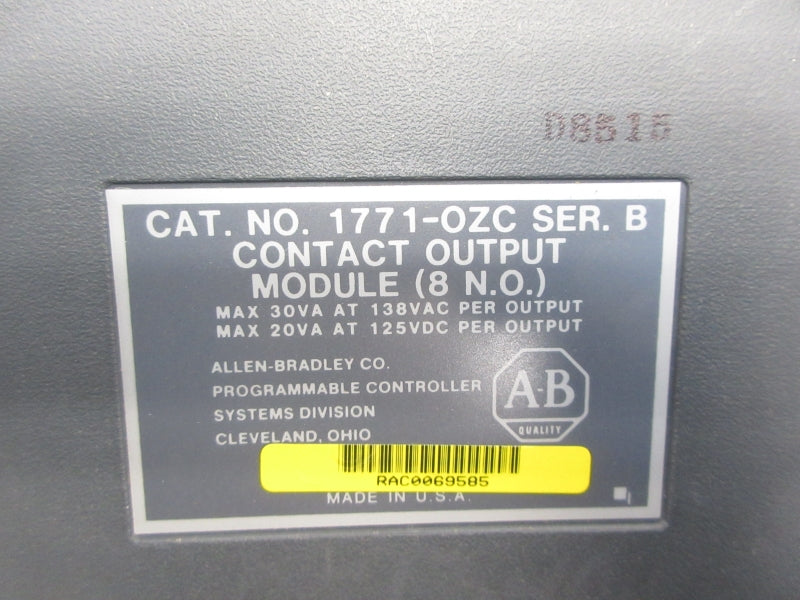 08515
CAT. NO. 1771-OZC SER. B
CONTACT OUTPUT
MODULE (8 N.O.)
MAX 30VA AT 138VAC PER OUTPUT
MAX 20VA AT 125VDC PER OUTPUT
ALLEN-BRADLEY CO.
PROGRAMMABLE CONTROLLER
SYSTEMS DIVISION
CLEVELAND, OHIO
A-B
QUALITY
RAC0069585
MADE IN U.S.A.